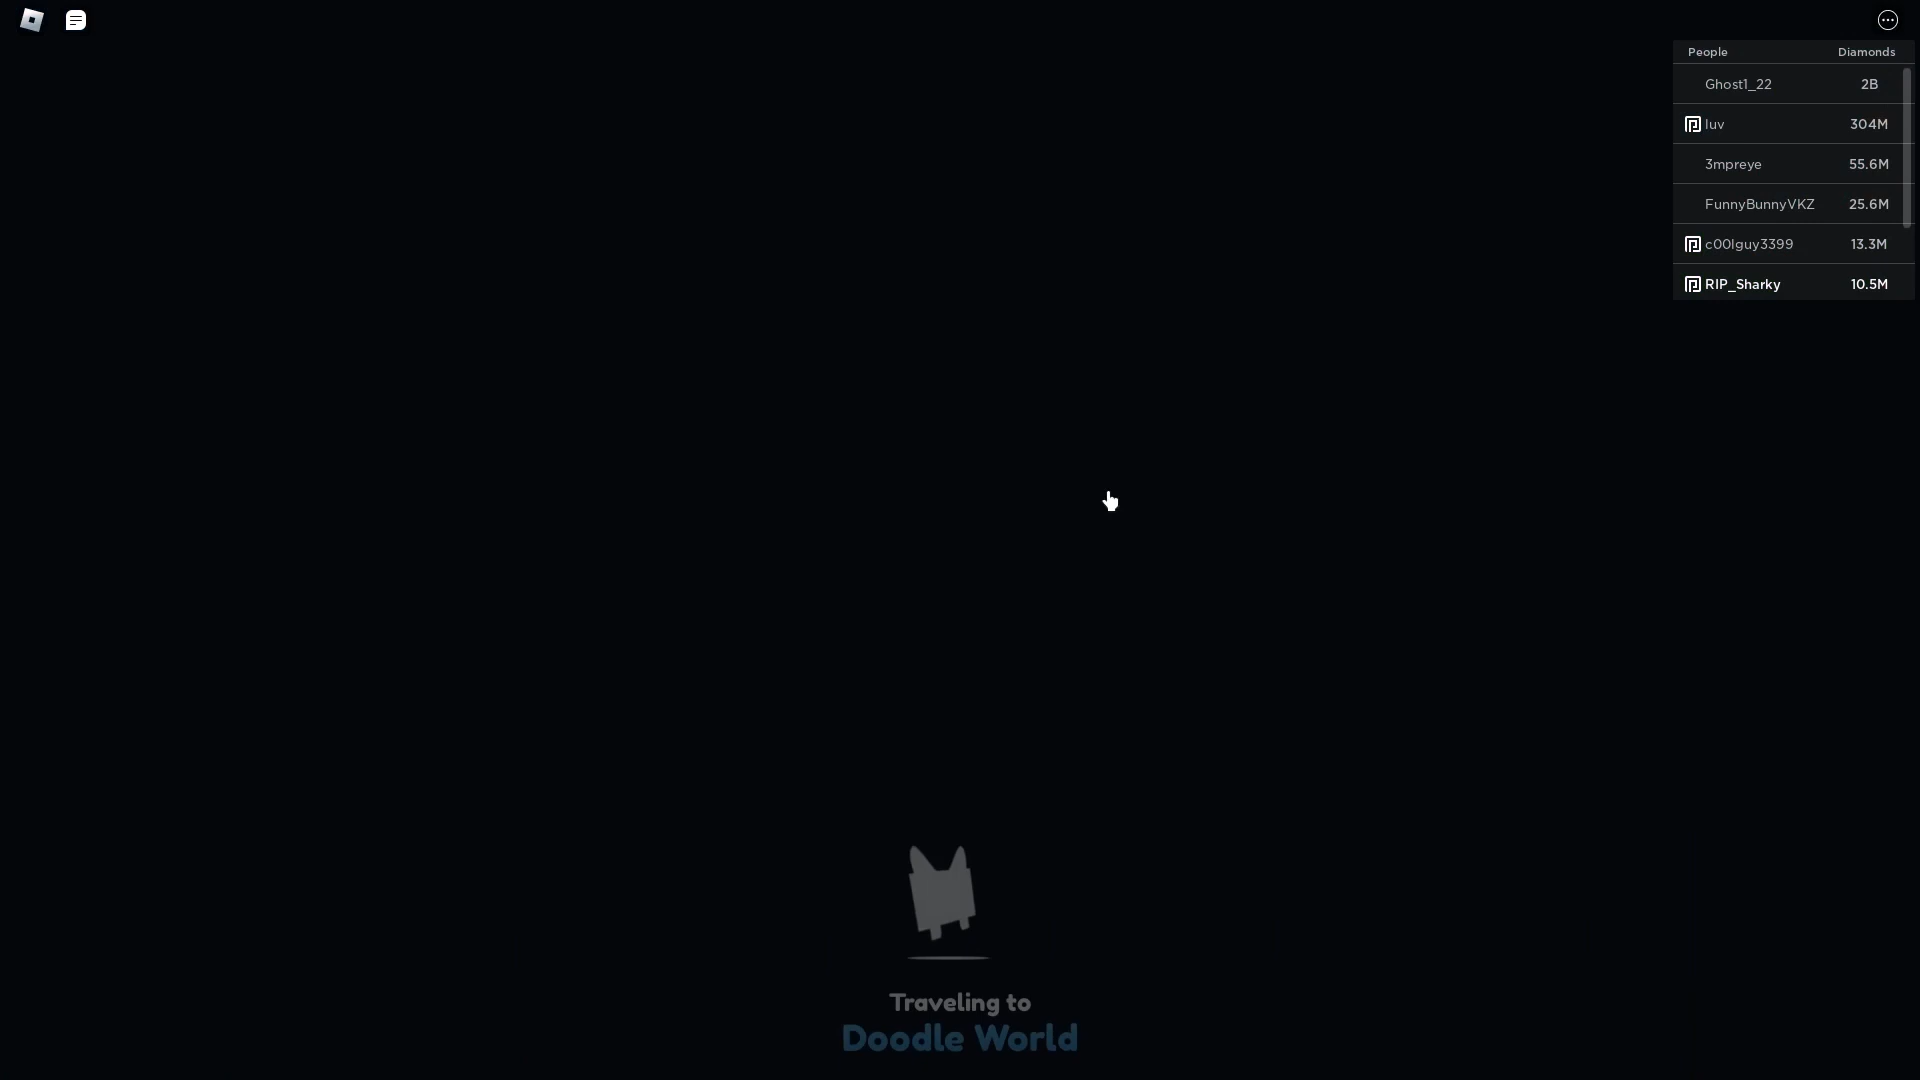 People Diamonds
Ghost1_22 2B
luv 304M
3mpreye 55.6M
FunnyBunnyVKZ 25.6M
c00lguy3399 13.3M
RIP_Sharky 10.5M
Traveling to
Doodle World